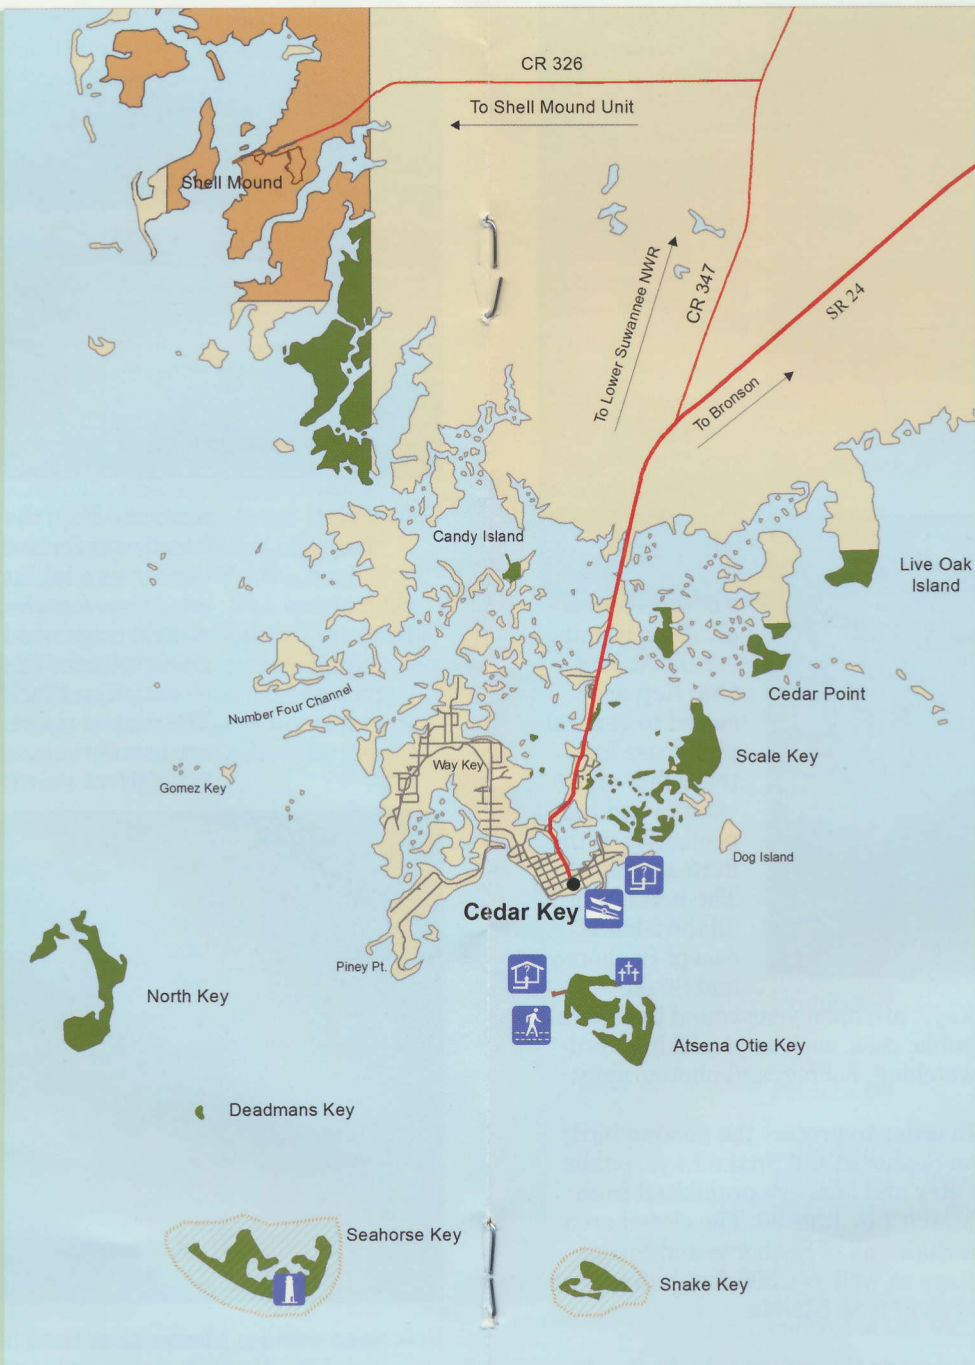 CR 326
To Shell Mound Unit
Shell Mound
To Lower Suwannee NWR
CR 347
SR 24
To Bronson
Candy Island
Live Oak
Island
Cedar Point
Number Four Channel
Way Key
Scale Key
Gomez Key
Dog Island
Cedar Key
Piney Pt.
North Key
Atsena Otie Key
Deadmans Key
Seahorse Key
Snake Key